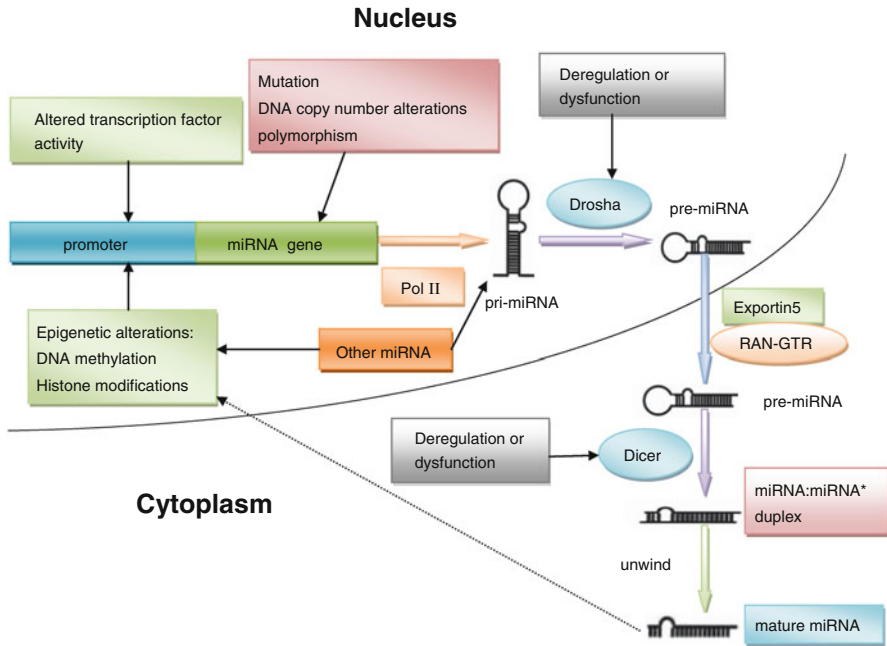 Nucleus
Altered transcription factor
activity
Mutation
DNA copy number alterations
polymorphism
Deregulation or
dysfunction
Drosha
pre-miRNA
promoter
miRNA gene
Pol II
pri-miRNA
Exportin5
RAN-GTR
Epigenetic alterations:
DNA methylation
Histone modifications
Other miRNA
pre-miRNA
Deregulation or
dysfunction
Dicer
Cytoplasm
miRNA:miRNA*
duplex
unwind
mature miRNA